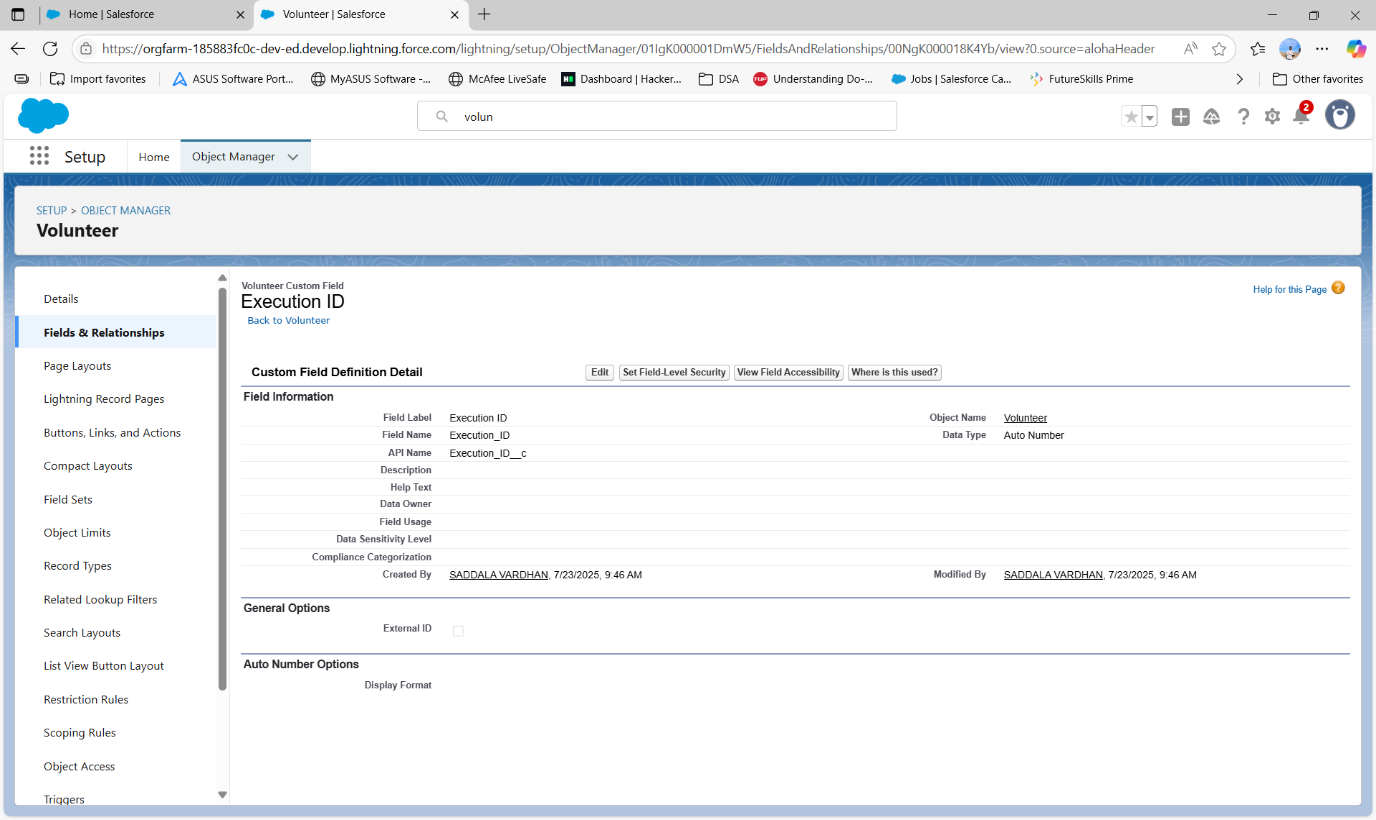 Home | Salesforce
Volunteer | Salesforce
https://orgfarm-185883fc0c-dev-ed.develop.lightning.force.com/lightning/setup/ObjectManager/01IgK000001DmW5/FieldsAndRelationships/00NgK000018K4Yb/view?0.source=alohaHeader
Import favorites
ASUS Software Port...
MyASUS Software -...
McAfee LiveSafe
Dashboard | Hacker...
DSA
Understanding Do-...
Jobs | Salesforce Ca...
FutureSkills Prime
Other favorites
volun
2
Setup
Home
Object Manager
SETUP > OBJECT MANAGER
Volunteer
Details
Fields & Relationships
Page Layouts
Lightning Record Pages
Buttons, Links, and Actions
Compact Layouts
Field Sets
Object Limits
Record Types
Related Lookup Filters
Search Layouts
List View Button Layout
Restriction Rules
Scoping Rules
Object Access
Triggers
Volunteer Custom Field
Execution ID
Back to Volunteer
Help for this Page
Custom Field Definition Detail
Edit
Set Field-Level Security
View Field Accessibility
Where is this used?
Field Information
Field Label Execution ID Object Name Volunteer
Field Name Execution_ID Data Type Auto Number
API Name Execution_ID__c
Description
Help Text
Data Owner
Field Usage
Data Sensitivity Level
Compliance Categorization
Created By SADDALA VARDHAN, 7/23/2025, 9:46 AM Modified By SADDALA VARDHAN, 7/23/2025, 9:46 AM
General Options
External ID
Auto Number Options
Display Format